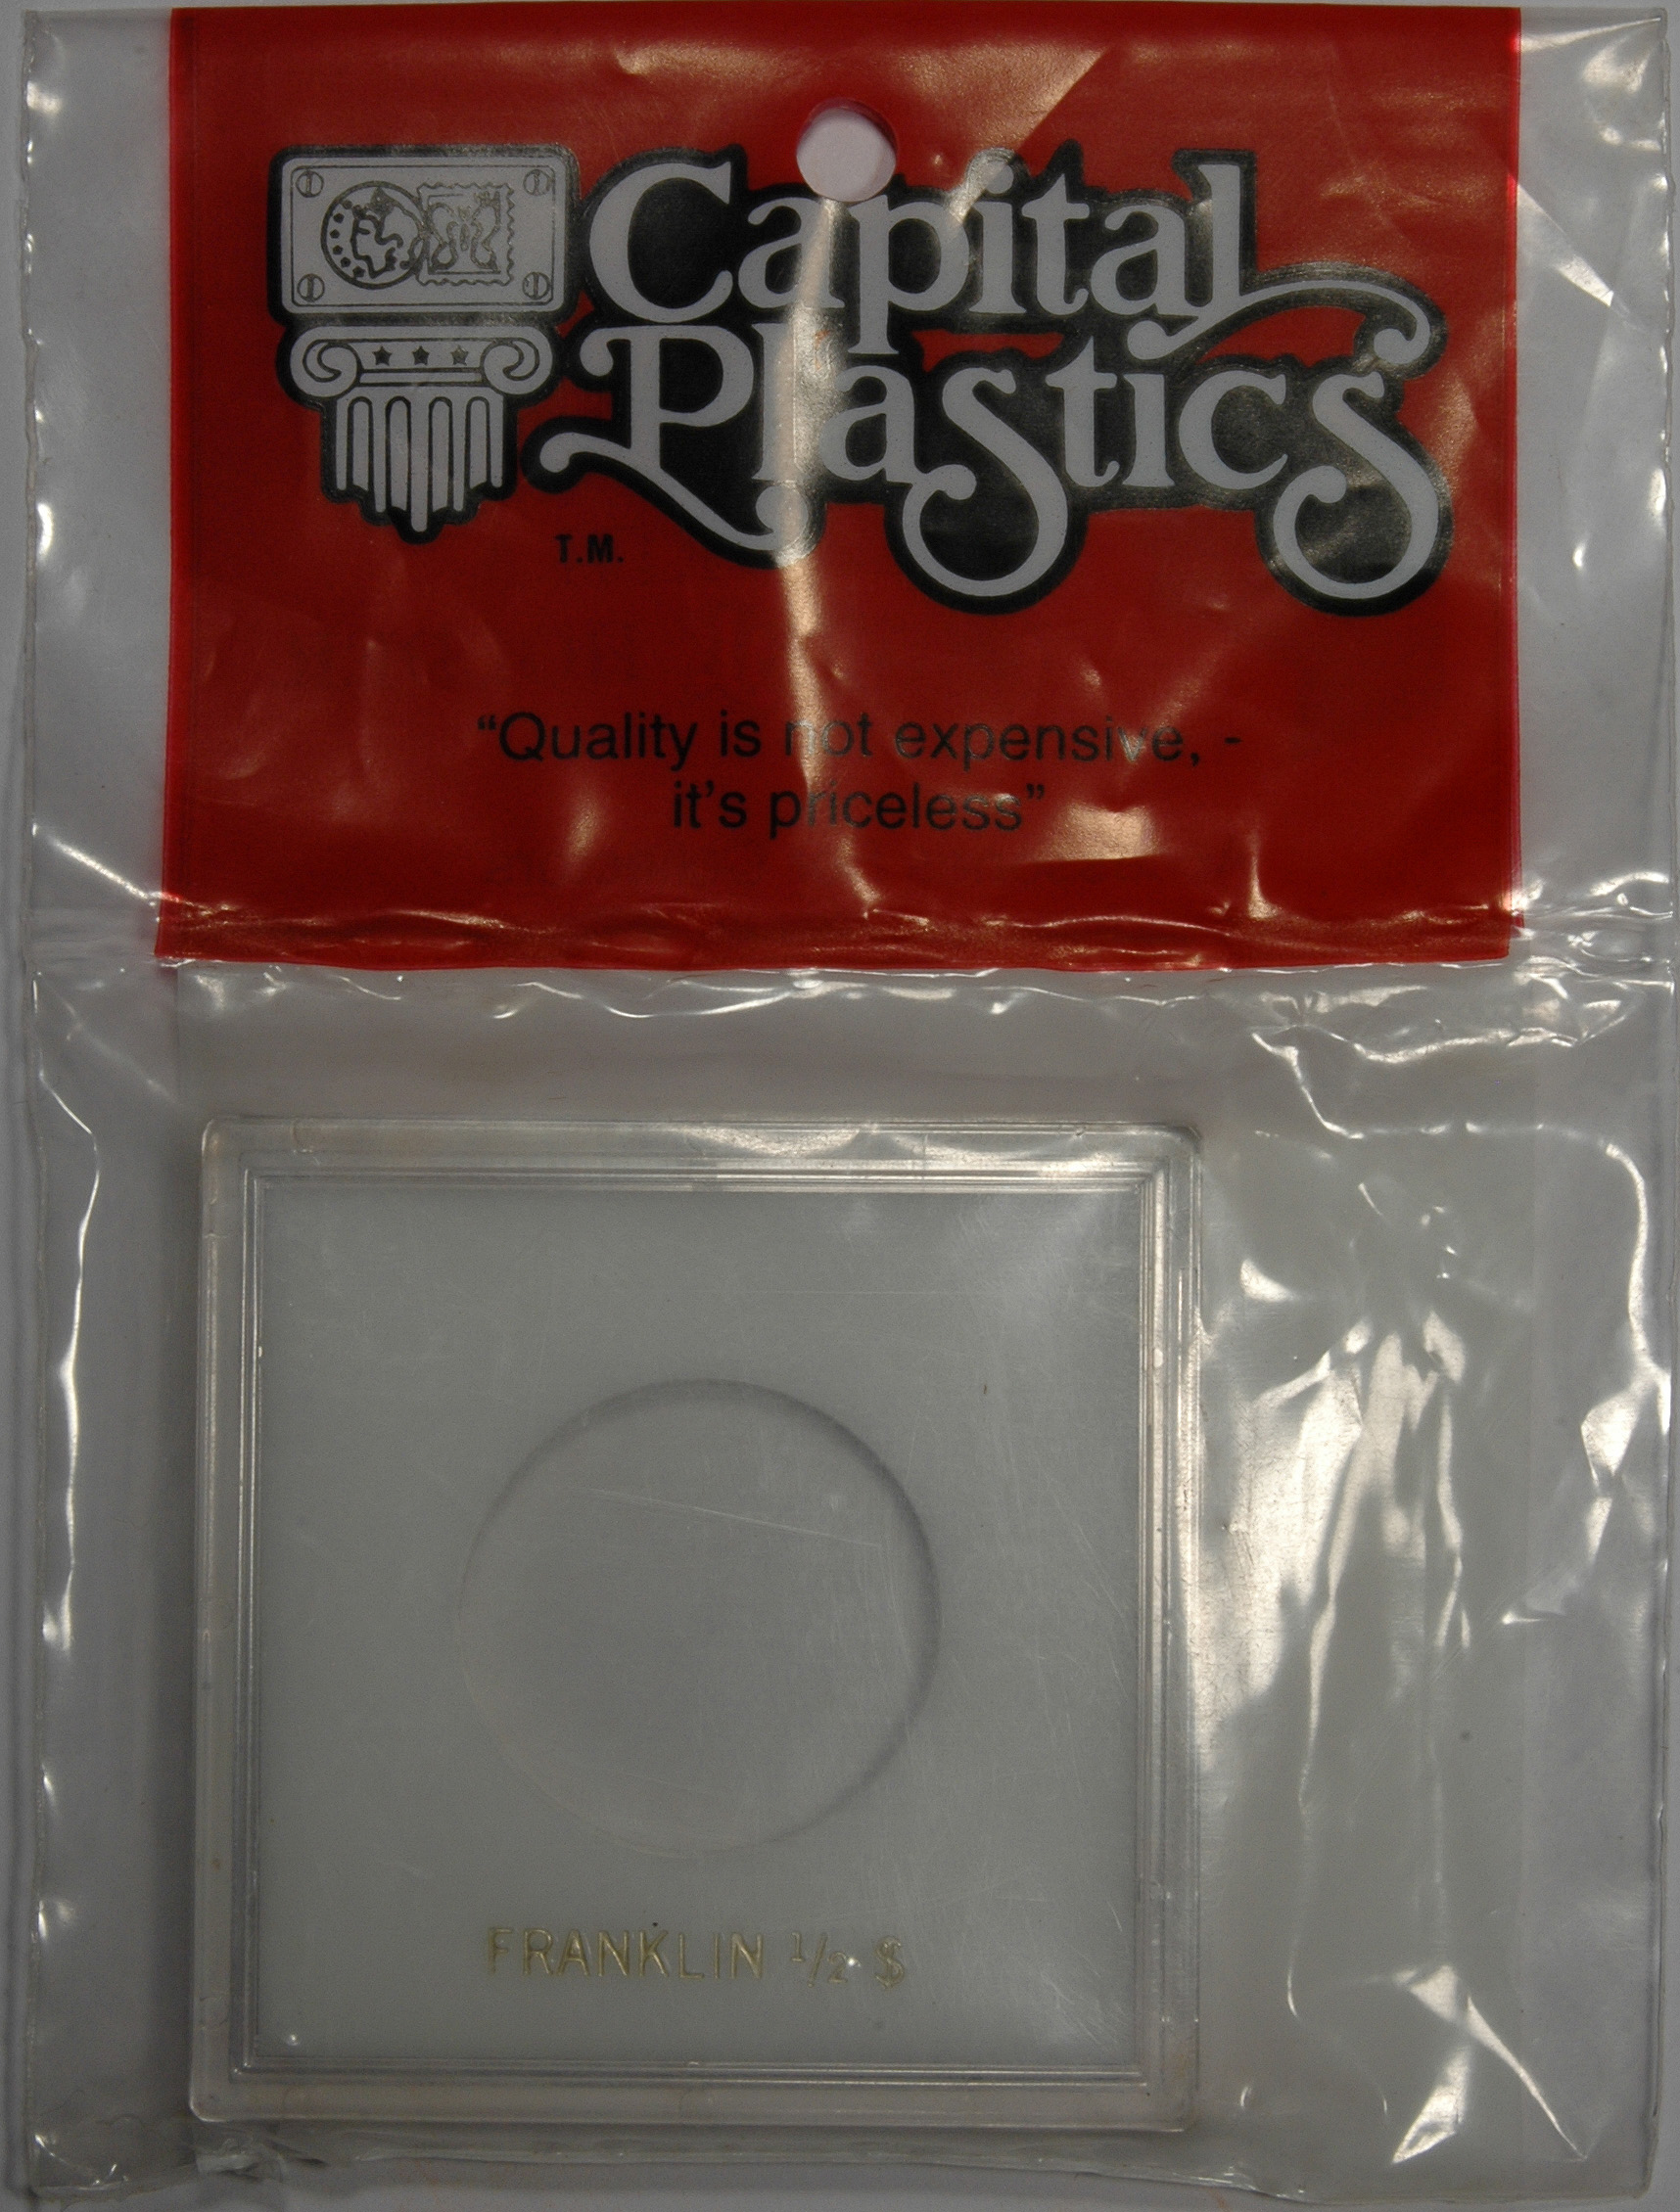 Capital
Plastics
T.M.
“Quality is not expensive, -
it's priceless”
FRANKLIN ½ $